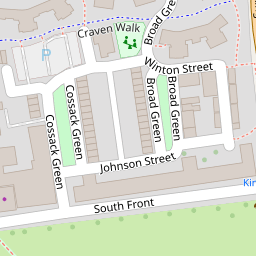 Craven Walk
Broad Gre
Winton Street
P
Cossack Green
Cossack Green
Broad Green
Broad Green
Johnson Street
South Front
Kin